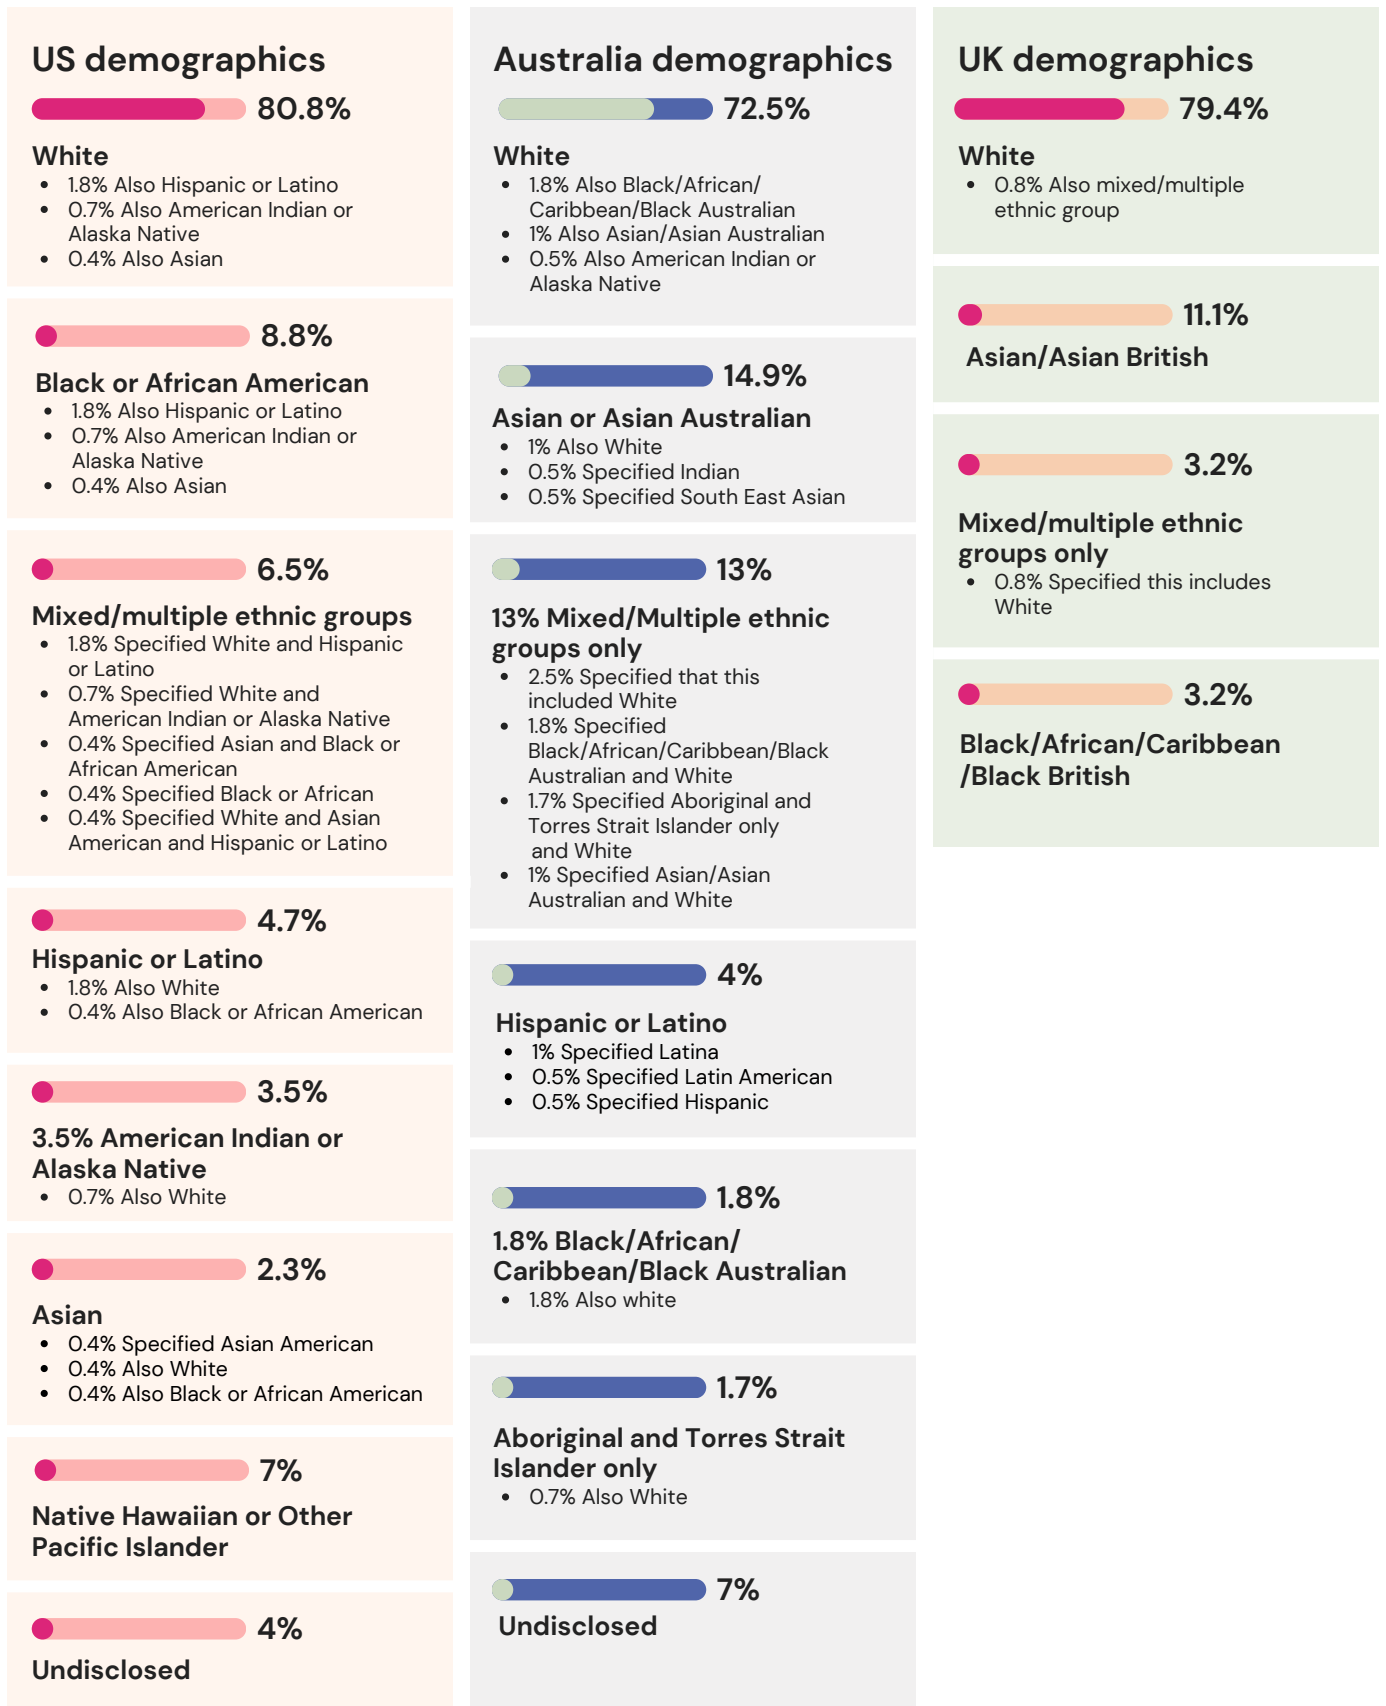 US demographics
80.8%
White
• 1.8% Also Hispanic or Latino
• 0.7% Also American Indian or
Alaska Native
• 0.4% Also Asian
8.8%
Black or African American
• 1.8% Also Hispanic or Latino
• 0.7% Also American Indian or
Alaska Native
• 0.4% Also Asian
6.5%
Mixed/multiple ethnic groups
• 1.8% Specified White and Hispanic
or Latino
• 0.7% Specified White and
American Indian or Alaska Native
• 0.4% Specified Asian and Black or
African American
• 0.4% Specified Black or African
• 0.4% Specified White and Asian
American and Hispanic or Latino
4.7%
Hispanic or Latino
• 1.8% Also White
• 0.4% Also Black or African American
3.5%
3.5% American Indian or
Alaska Native
• 0.7% Also White
2.3%
Asian
• 0.4% Specified Asian American
• 0.4% Also White
• 0.4% Also Black or African American
7%
Native Hawaiian or Other
Pacific Islander
4%
Undisclosed
Australia demographics
72.5%
White
• 1.8% Also Black/African/
Caribbean/Black Australian
• 1% Also Asian/Asian Australian
• 0.5% Also American Indian or
Alaska Native
14.9%
Asian or Asian Australian
• 1% Also White
• 0.5% Specified Indian
• 0.5% Specified South East Asian
13%
13% Mixed/Multiple ethnic
groups only
• 2.5% Specified that this
included White
• 1.8% Specified
Black/African/Caribbean/Black
Australian and White
• 1.7% Specified Aboriginal and
Torres Strait Islander only
and White
• 1% Specified Asian/Asian
Australian and White
4%
Hispanic or Latino
• 1% Specified Latina
• 0.5% Specified Latin American
• 0.5% Specified Hispanic
1.8%
1.8% Black/African/
Caribbean/Black Australian
• 1.8% Also white
1.7%
Aboriginal and Torres Strait
Islander only
• 0.7% Also White
7%
Undisclosed
UK demographics
79.4%
White
• 0.8% Also mixed/multiple
ethnic group
11.1%
Asian/Asian British
3.2%
Mixed/multiple ethnic
groups only
• 0.8% Specified this includes
White
3.2%
Black/African/Caribbean
/Black British